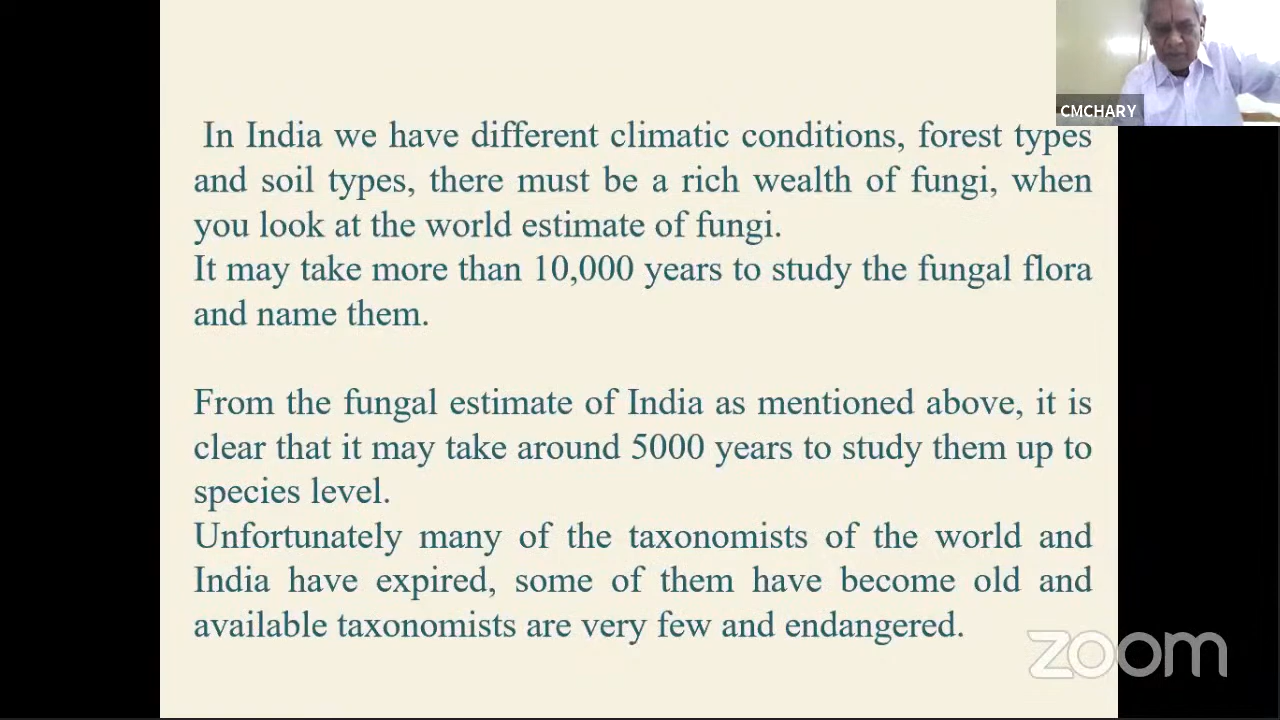 CMCHARY
In India we have different climatic conditions, forest types
and soil types, there must be a rich wealth of fungi, when
you look at the world estimate of fungi.
It may take more than 10,000 years to study the fungal flora
and name them.
From the fungal estimate of India as mentioned above, it is
clear that it may take around 5000 years to study them up to
species level.
Unfortunately many of the taxonomists of the world and
India have expired, some of them have become old and
available taxonomists are very few and endangered.
zoom